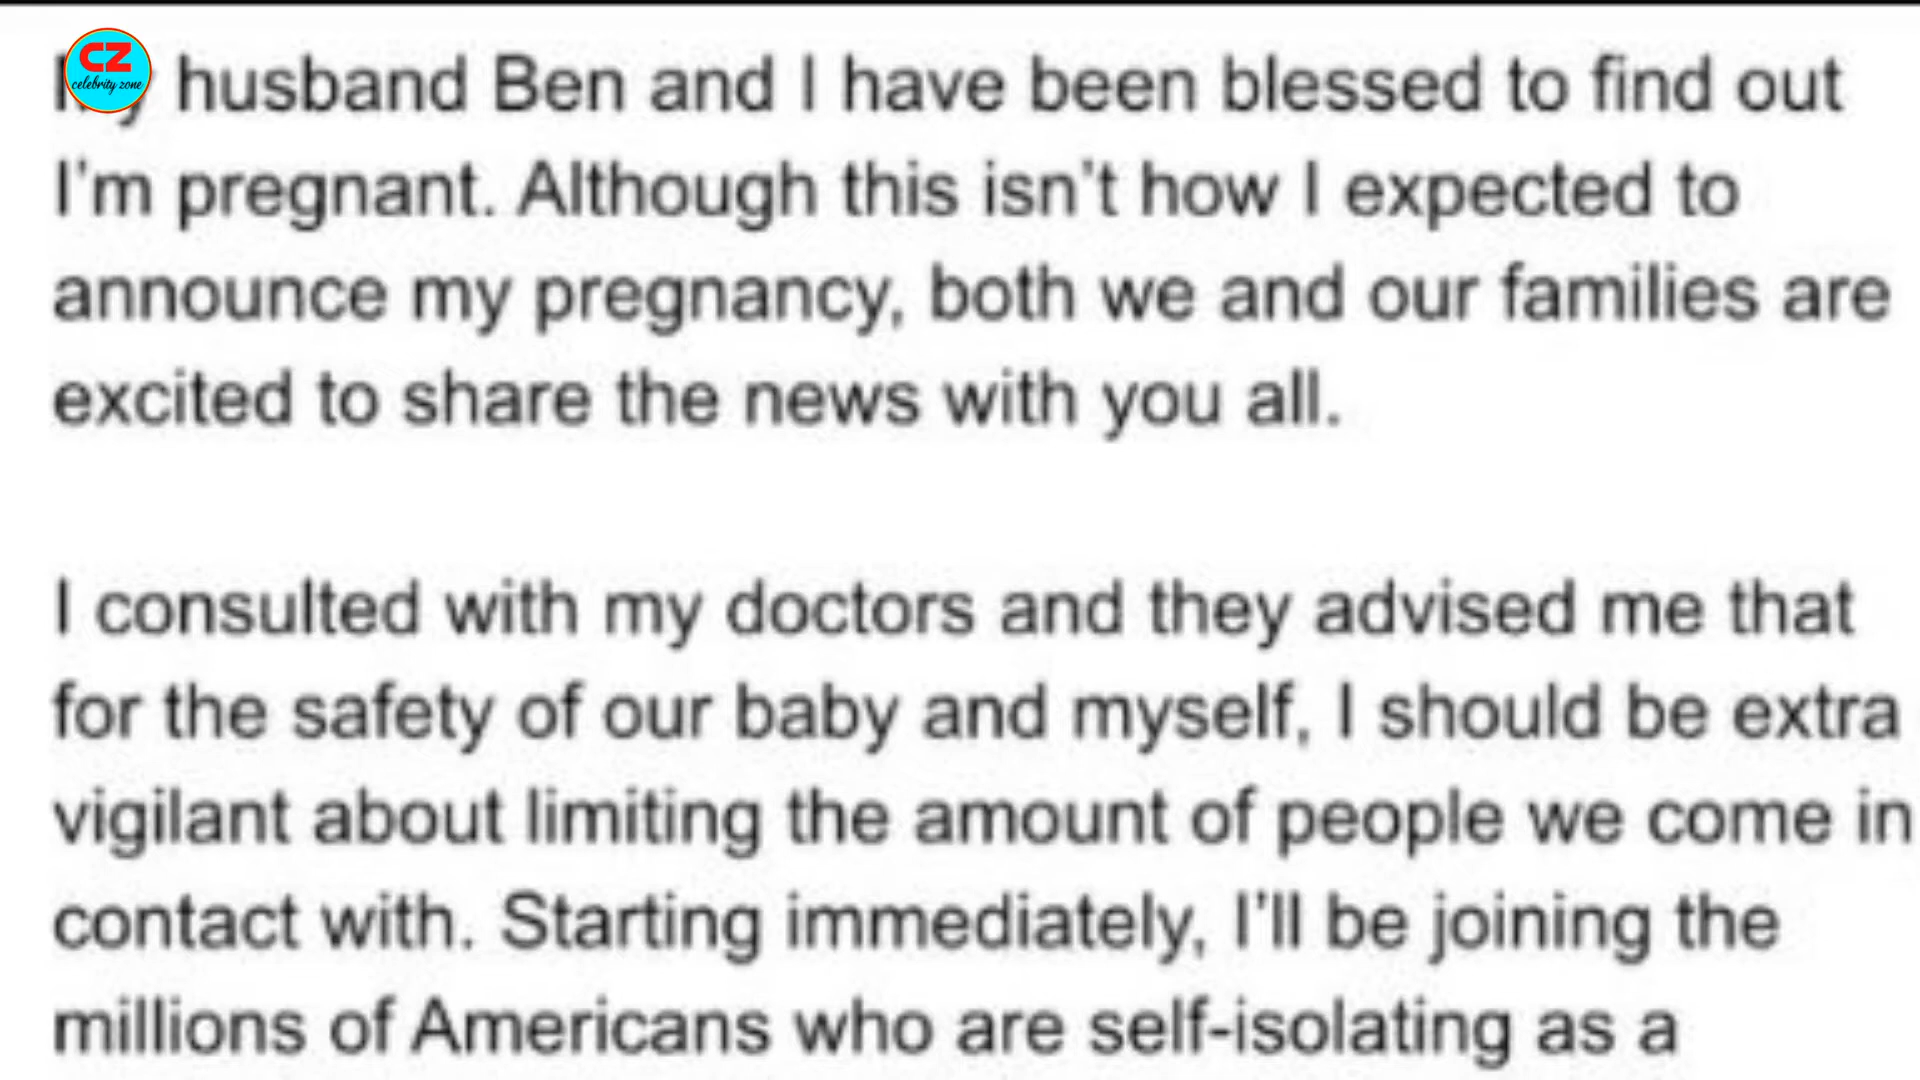 CZ
celebrity zone
My husband Ben and I have been blessed to find out
I'm pregnant. Although this isn't how I expected to
announce my pregnancy, both we and our families are
excited to share the news with you all.
I consulted with my doctors and they advised me that
for the safety of our baby and myself, I should be extra
vigilant about limiting the amount of people we come in
contact with. Starting immediately, I'll be joining the
millions of Americans who are self-isolating as a